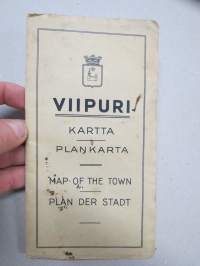 VIIPURI
KARTTA
PLANKARTA
MAP OF THE TOWN
PLAN DER STADT